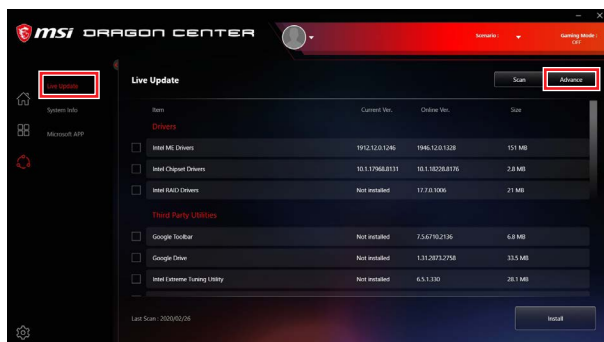 msi DRAGON CENTER
Scenario :
Gaming Mode :
OFF
Live Update
System Info
Microsoft APP
Live Update
Scan
Advance
Item Current Ver. Online Ver. Size
Drivers
Intel ME Drivers 1912.12.0.1246 1946.12.0.1328 151 MB
Intel Chipset Drivers 10.1.17968.8131 10.1.18228.8176 2.8 MB
Intel RAID Drivers Not installed 17.7.0.1006 21 MB
Third Party Utilities
Google Toolbar Not installed 7.5.6710.2136 6.8 MB
Google Drive Not installed 1.31.2873.2758 33.5 MB
Intel Extreme Tuning Utility Not installed 6.5.1.330 28.1 MB
Last Scan : 2020/02/26
Install